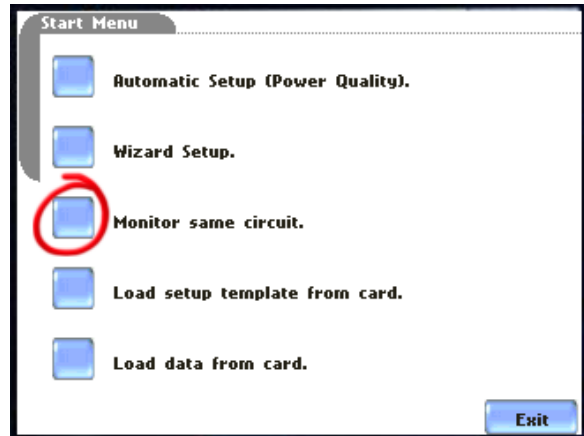 Start Menu
Automatic Setup (Power Quality).
Wizard Setup.
Monitor same circuit.
Load setup template from card.
Load data from card.
Exit